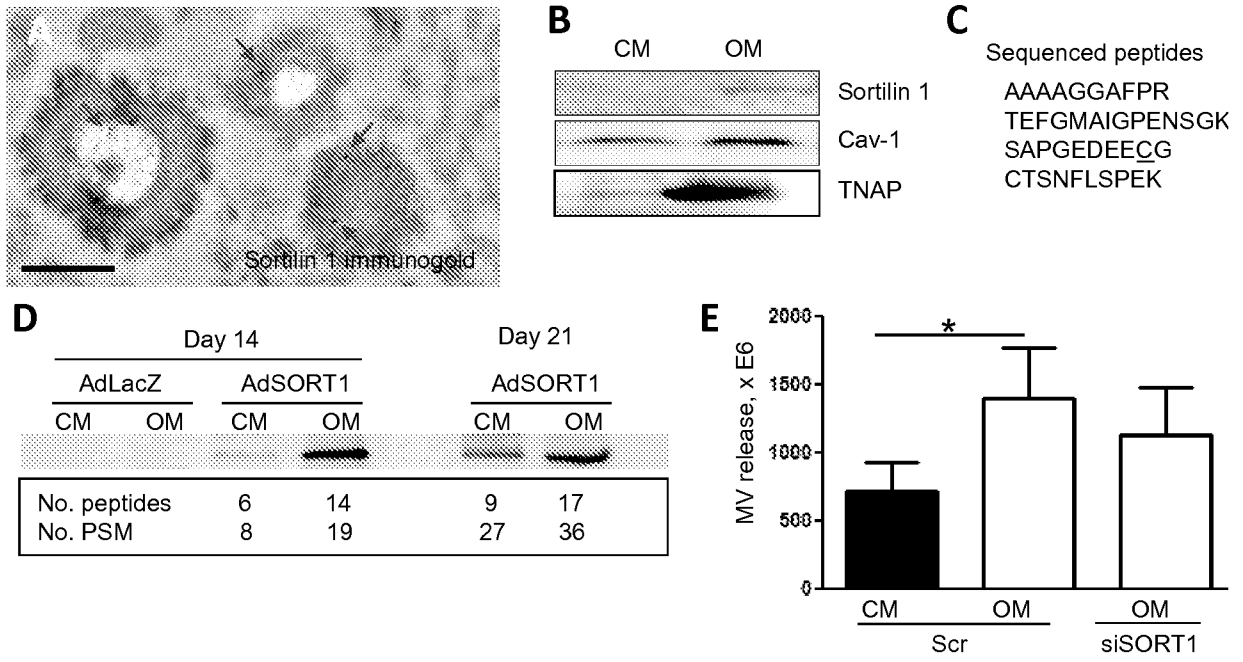 A
Sortilin 1 immunogold
B
CM OM
Sortilin 1
Cav-1
TNAP
C
Sequenced peptides
AAAAGGAFPR
TEFGMAIGPENSGK
SAPGEDEECG
CTSNFLSPEK
D
Day 14 Day 21
AdLacZ AdSORT1 AdSORT1
CM OM CM OM CM OM
No. peptides 6 14 9 17
No. PSM 8 19 27 36
E
MV release, x E6
2000
1500
1000
500
0
*
CM OM OM
Scr siSORT1